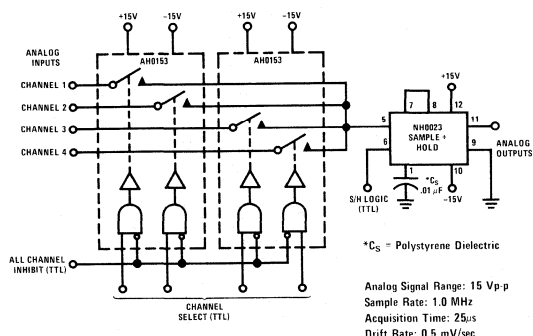 +15V
−15V
+15V
−15V
ANALOG
INPUTS
AH0153
AH0153
CHANNEL 1
CHANNEL 2
CHANNEL 3
CHANNEL 4
+15V
7
8
12
5
NH0023
SAMPLE +
HOLD
11
6
9
ANALOG
OUTPUTS
1
10
*CS
.01 µF
−15V
S/H LOGIC
(TTL)
*CS = Polystyrene Dielectric
ALL CHANNEL
INHIBIT (TTL)
CHANNEL
SELECT (TTL)
Analog Signal Range: 15 Vp-p
Sample Rate: 1.0 MHz
Acquisition Time: 25µs
Drift Rate: 0.5 mV/sec